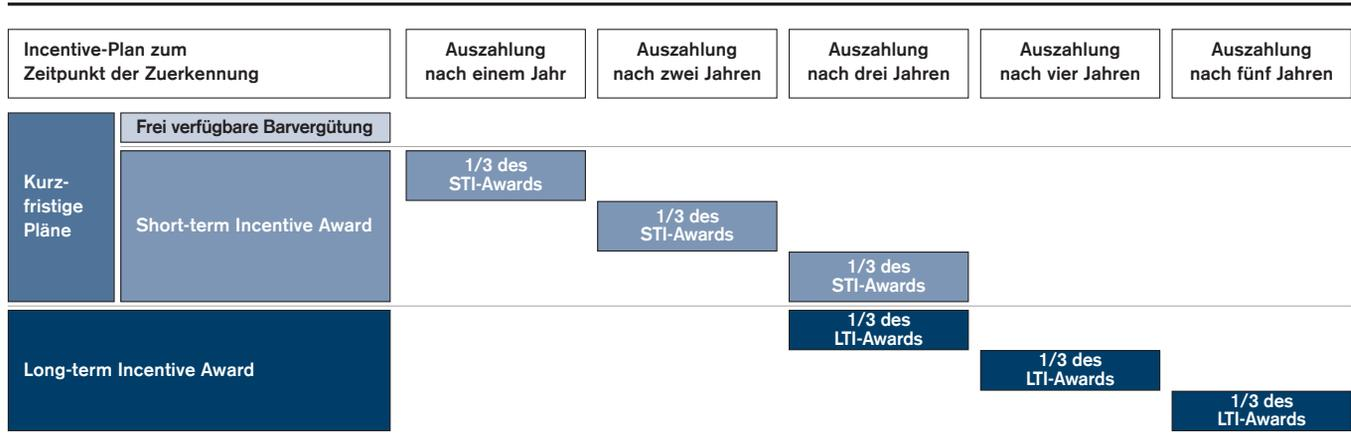 Incentive-Plan zum
Zeitpunkt der Zuerkennung
Auszahlung
nach einem Jahr
Auszahlung
nach zwei Jahren
Auszahlung
nach drei Jahren
Auszahlung
nach vier Jahren
Auszahlung
nach fünf Jahren
Kurz-
fristige
Pläne
Frei verfügbare Barvergütung
Short-term Incentive Award
1/3 des
STI-Awards
1/3 des
STI-Awards
1/3 des
STI-Awards
Long-term Incentive Award
1/3 des
LTI-Awards
1/3 des
LTI-Awards
1/3 des
LTI-Awards